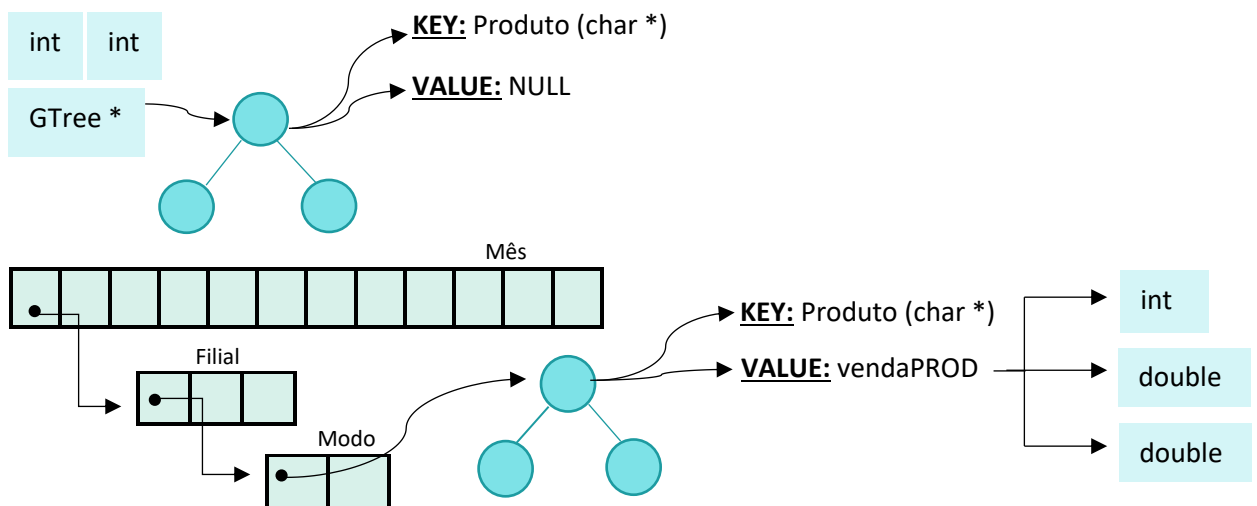 int int
KEY: Produto (char *)
VALUE: NULL
GTree *
Mês
KEY: Produto (char *)
int
Filial
VALUE: vendaPROD
double
Modo
double